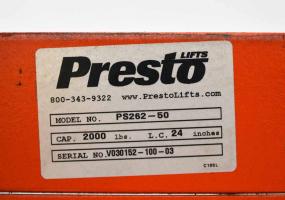 Presto LIFTS
800-343-9322 www.PrestoLifts.com
MODEL NO. PS262-50
CAP. 2000 lbs. L.C. 24 inches
SERIAL NO. V030152-100-03